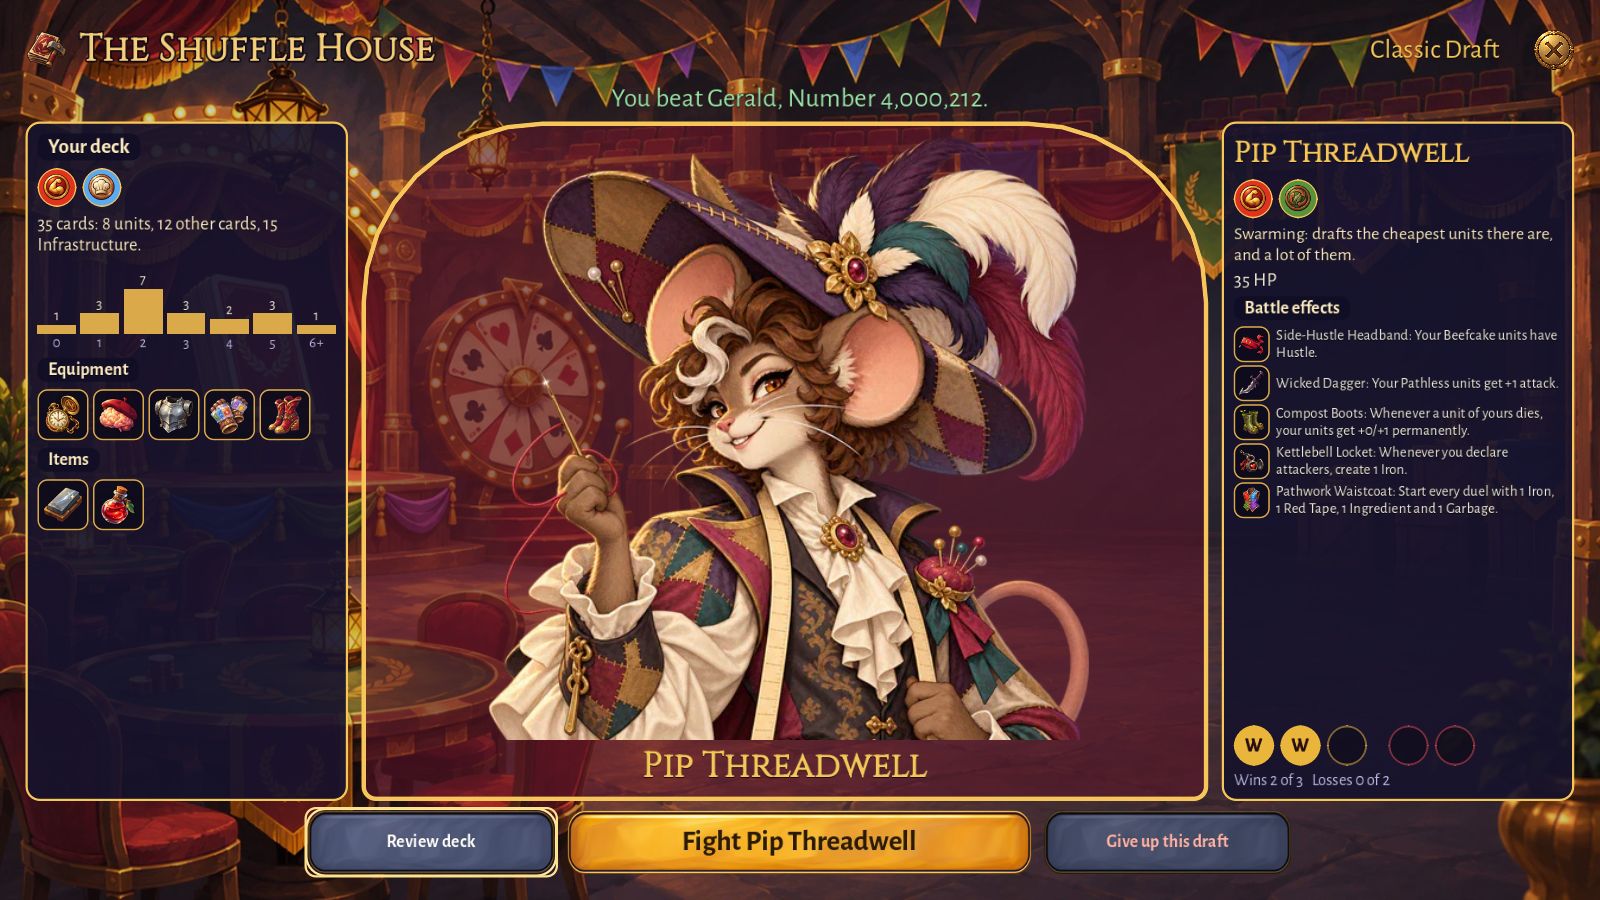 The Shuffle House
Classic Draft
You beat Gerald, Number 4,000,212.
Your deck
35 cards: 8 units, 12 other cards, 15
Infrastructure.
1 3 7 3 2 3 1
0 1 2 3 4 5 6+
Equipment
Items
Pip Threadwell
Pip Threadwell
Swarming: drafts the cheapest units there are,
and a lot of them.
35 HP
Battle effects
Side-Hustle Headband: Your Beefcake units have
Hustle.
Wicked Dagger: Your Pathless units get +1 attack.
Compost Boots: Whenever a unit of yours dies,
your units get +0/+1 permanently.
Kettlebell Locket: Whenever you declare
attackers, create 1 Iron.
Pathwork Waistcoat: Start every duel with 1 Iron,
1 Red Tape, 1 Ingredient and 1 Garbage.
W W
Wins 2 of 3 Losses 0 of 2
Review deck
Fight Pip Threadwell
Give up this draft